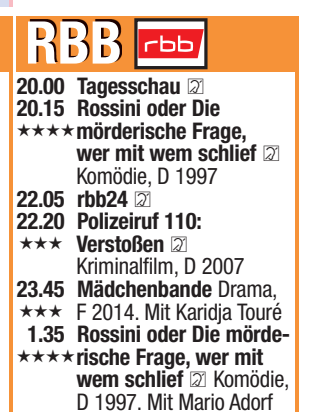 RBB rbb
20.00 Tagesschau
20.15 Rossini oder Die
★★★★ mörderische Frage,
wer mit wem schlief
Komödie, D 1997
22.05 rbb24
22.20 Polizeiruf 110:
★★★ Verstoßen
Kriminalfilm, D 2007
23.45 Mädchenbande Drama,
★★★ F 2014. Mit Karidja Touré
1.35 Rossini oder Die mörde-
★★★★ rische Frage, wer mit
wem schlief Komödie,
D 1997. Mit Mario Adorf